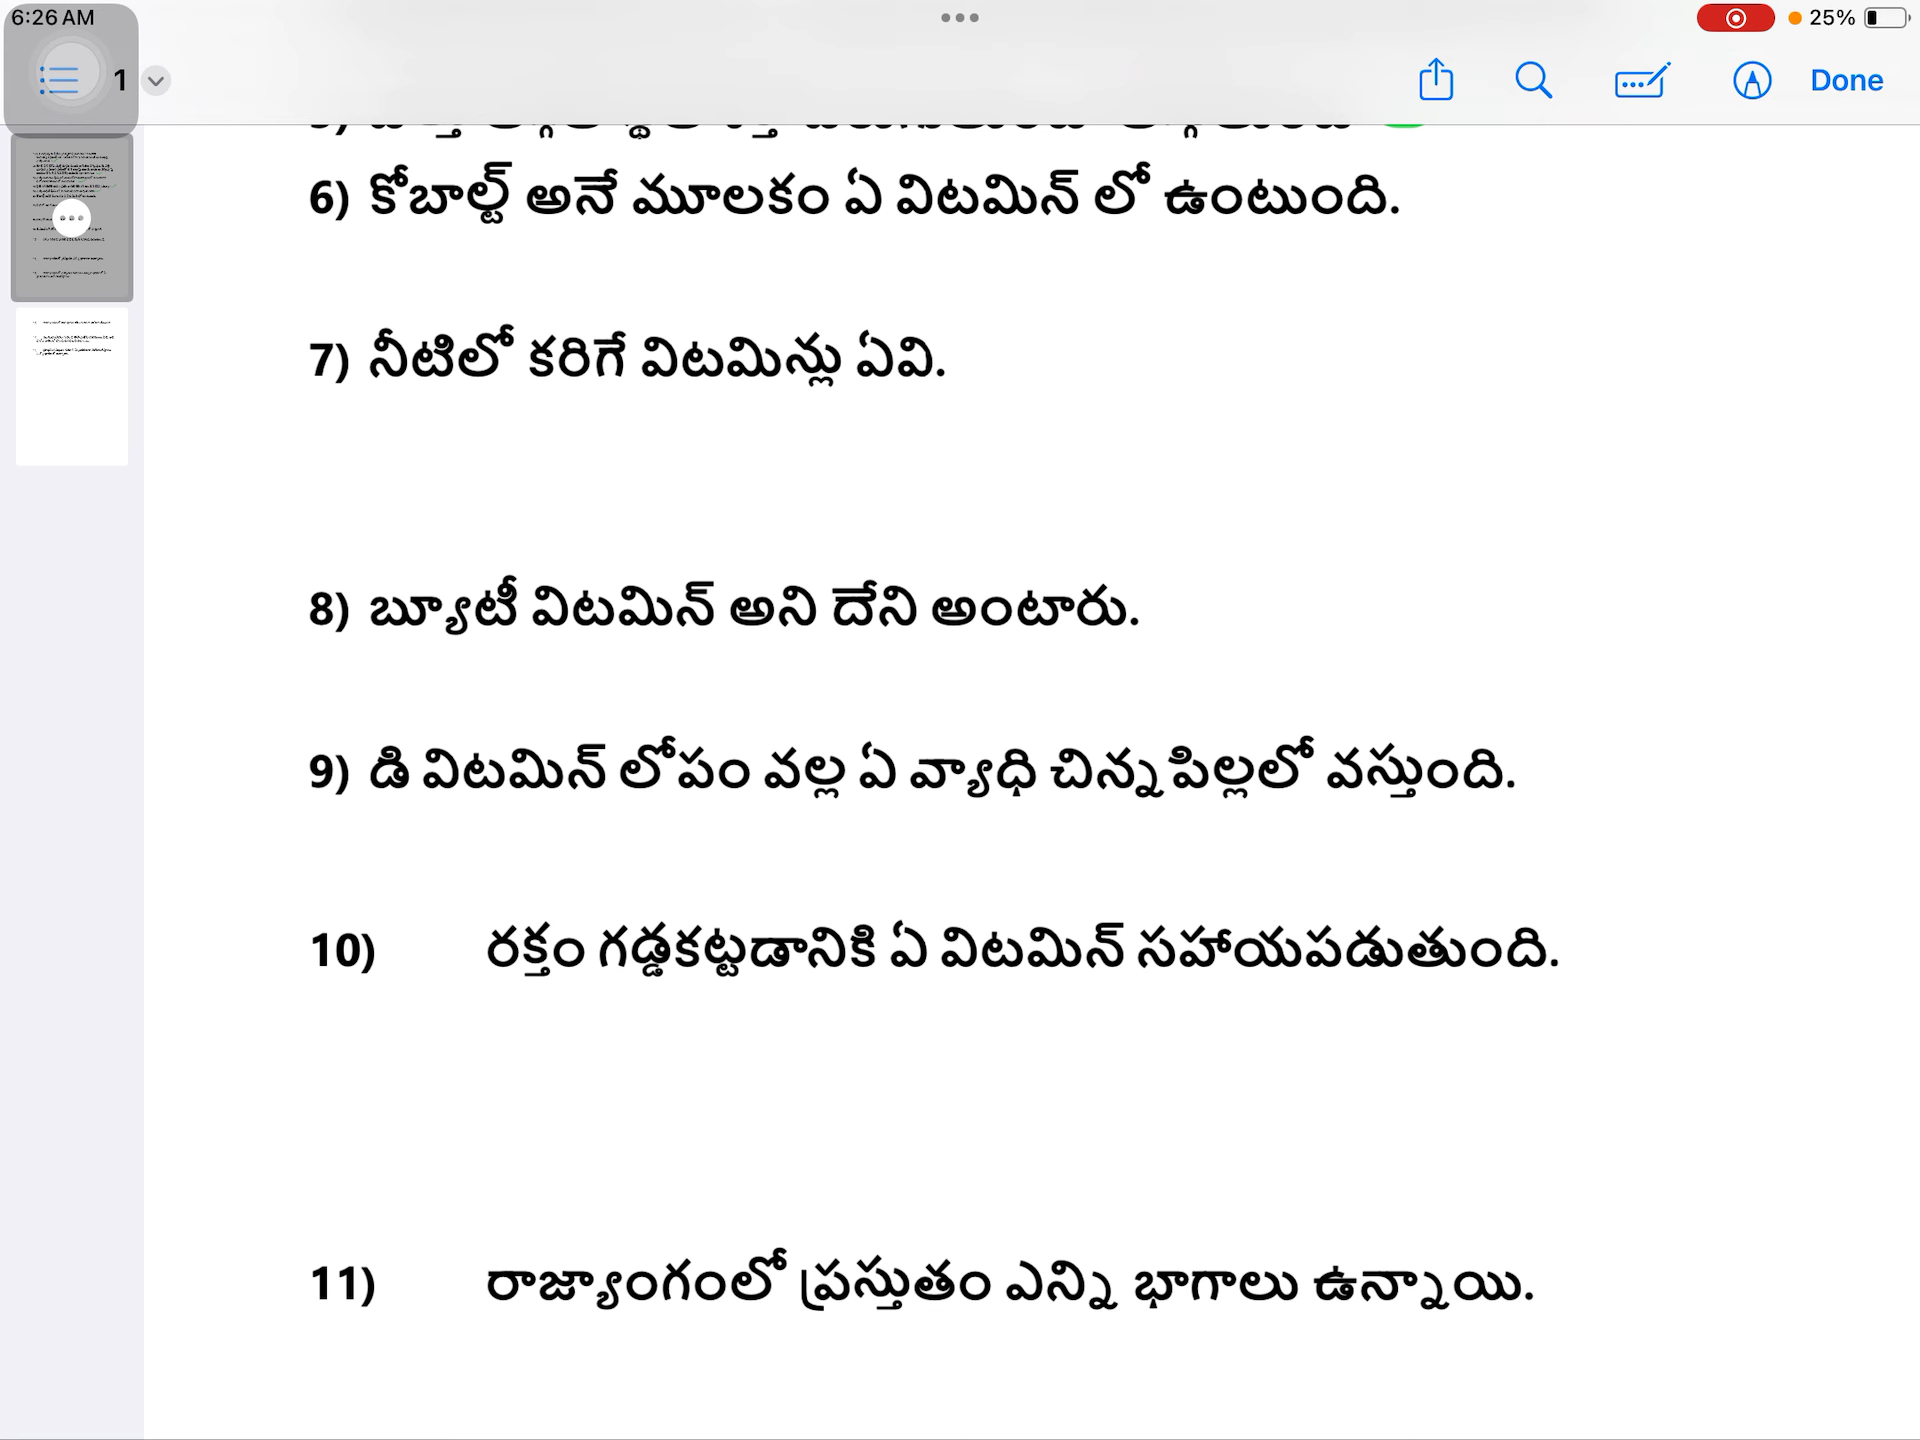 6:26 AM
25%
1
Done
6) కోబాల్ట్ అనే మూలకం ఏ విటమిన్ లో ఉంటుంది.
7) నీటిలో కరిగే విటమిన్లు ఏవి.
8) బ్యూటీ విటమిన్ అని దేని అంటారు.
9) డి విటమిన్ లోపం వల్ల ఏ వ్యాధి చిన్నపిల్లలో వస్తుంది.
10) రక్తం గడ్డకట్టడానికి ఏ విటమిన్ సహాయపడుతుంది.
11) రాజ్యాంగంలో ప్రస్తుతం ఎన్ని భాగాలు ఉన్నాయి.